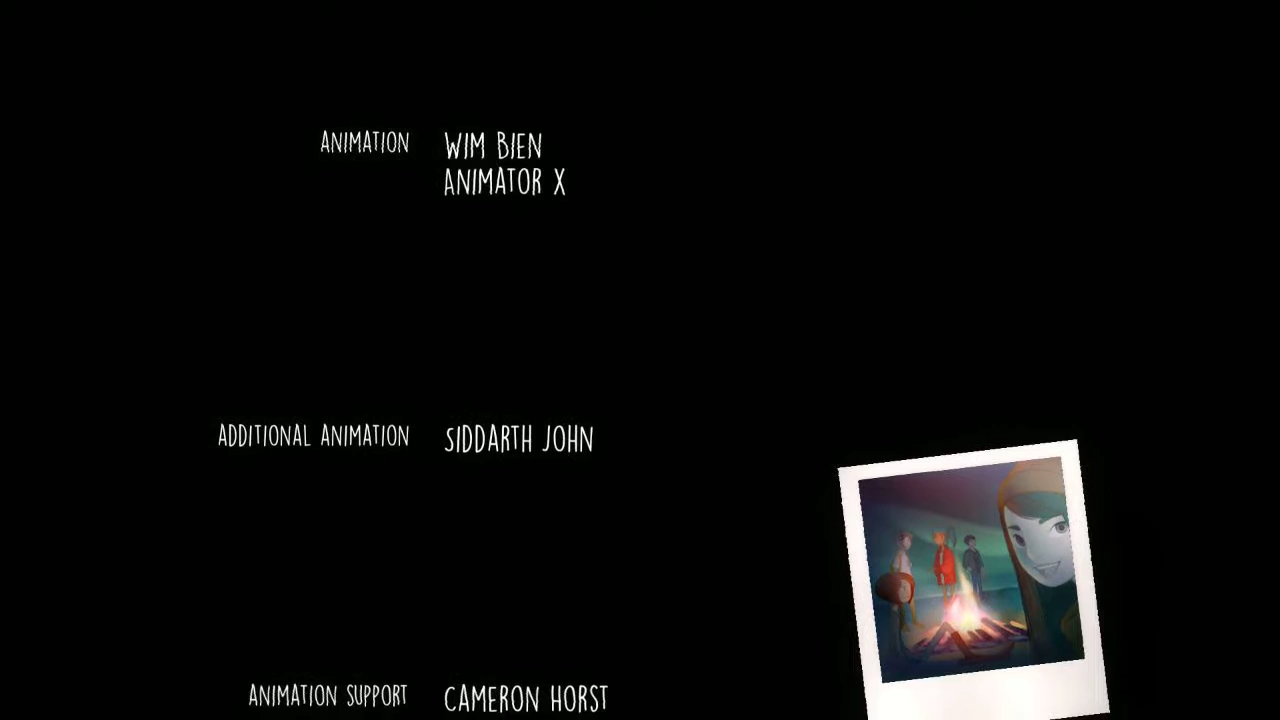 ANIMATION WIM BIEN
ANIMATOR X
ADDITIONAL ANIMATION SIDDARTH JOHN
ANIMATION SUPPORT CAMERON HORST